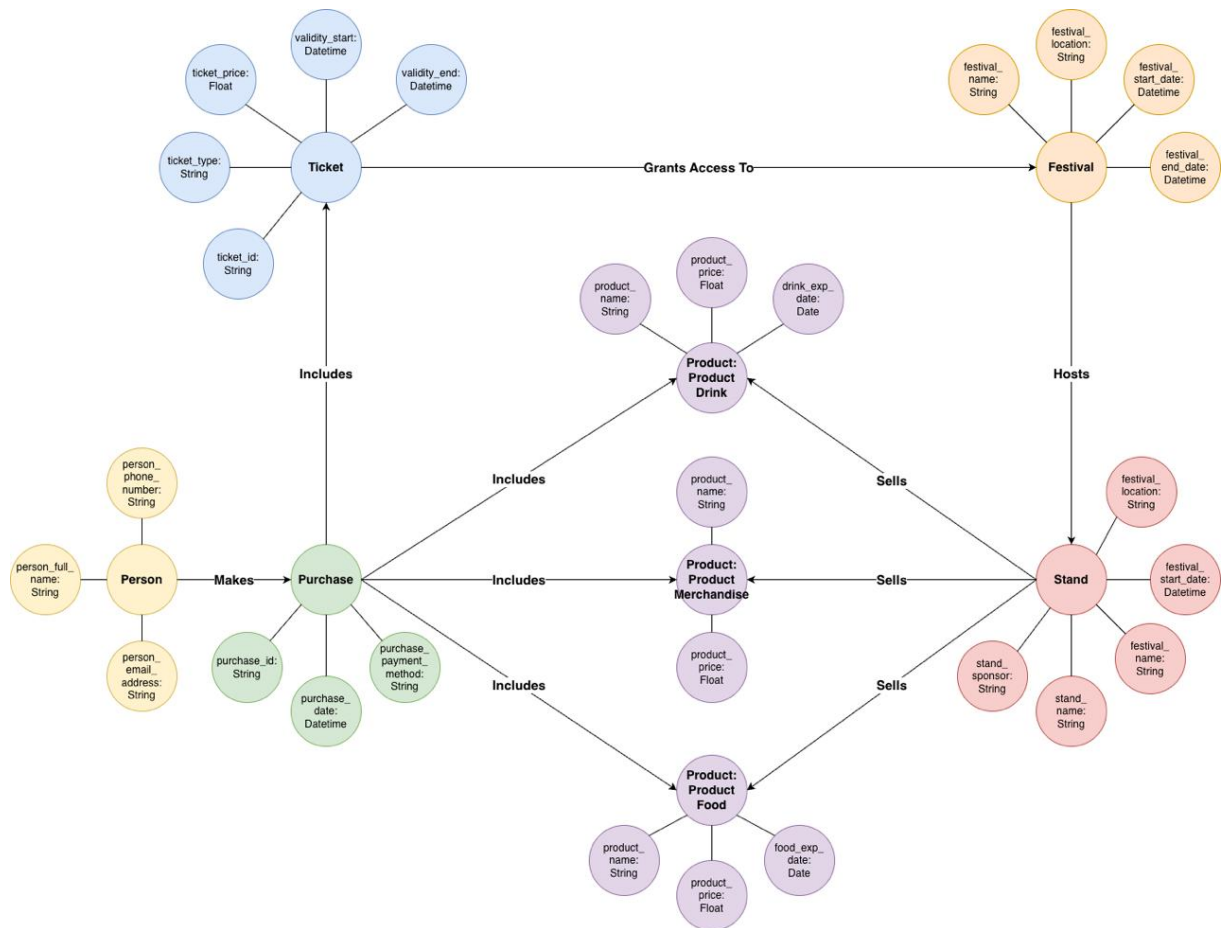 validity_start:
Datetime
ticket_price:
Float
validity_end:
Datetime
ticket_type:
String
Ticket
ticket_id:
String
Grants Access To
festival_
location:
String
festival_
name:
String
festival_
start_date:
Datetime
Festival
festival_
end_date:
Datetime
Includes
Hosts
product_
price:
Float
product_
name:
String
drink_exp_
date:
Date
Product:
Product
Drink
Includes
Sells
person_
phone_
number:
String
person_full_
name:
String
Person
person_
email_
address:
String
Makes
Purchase
purchase_id:
String
purchase_
date:
Datetime
purchase_
payment_
method:
String
Includes
product_
name:
String
Product:
Product
Merchandise
product_
price:
Float
Sells
festival_
location:
String
Stand
festival_
start_date:
Datetime
festival_
name:
String
stand_
sponsor:
String
stand_
name:
String
Includes
Sells
Product:
Product
Food
product_
name:
String
product_
price:
Float
food_exp_
date:
Date